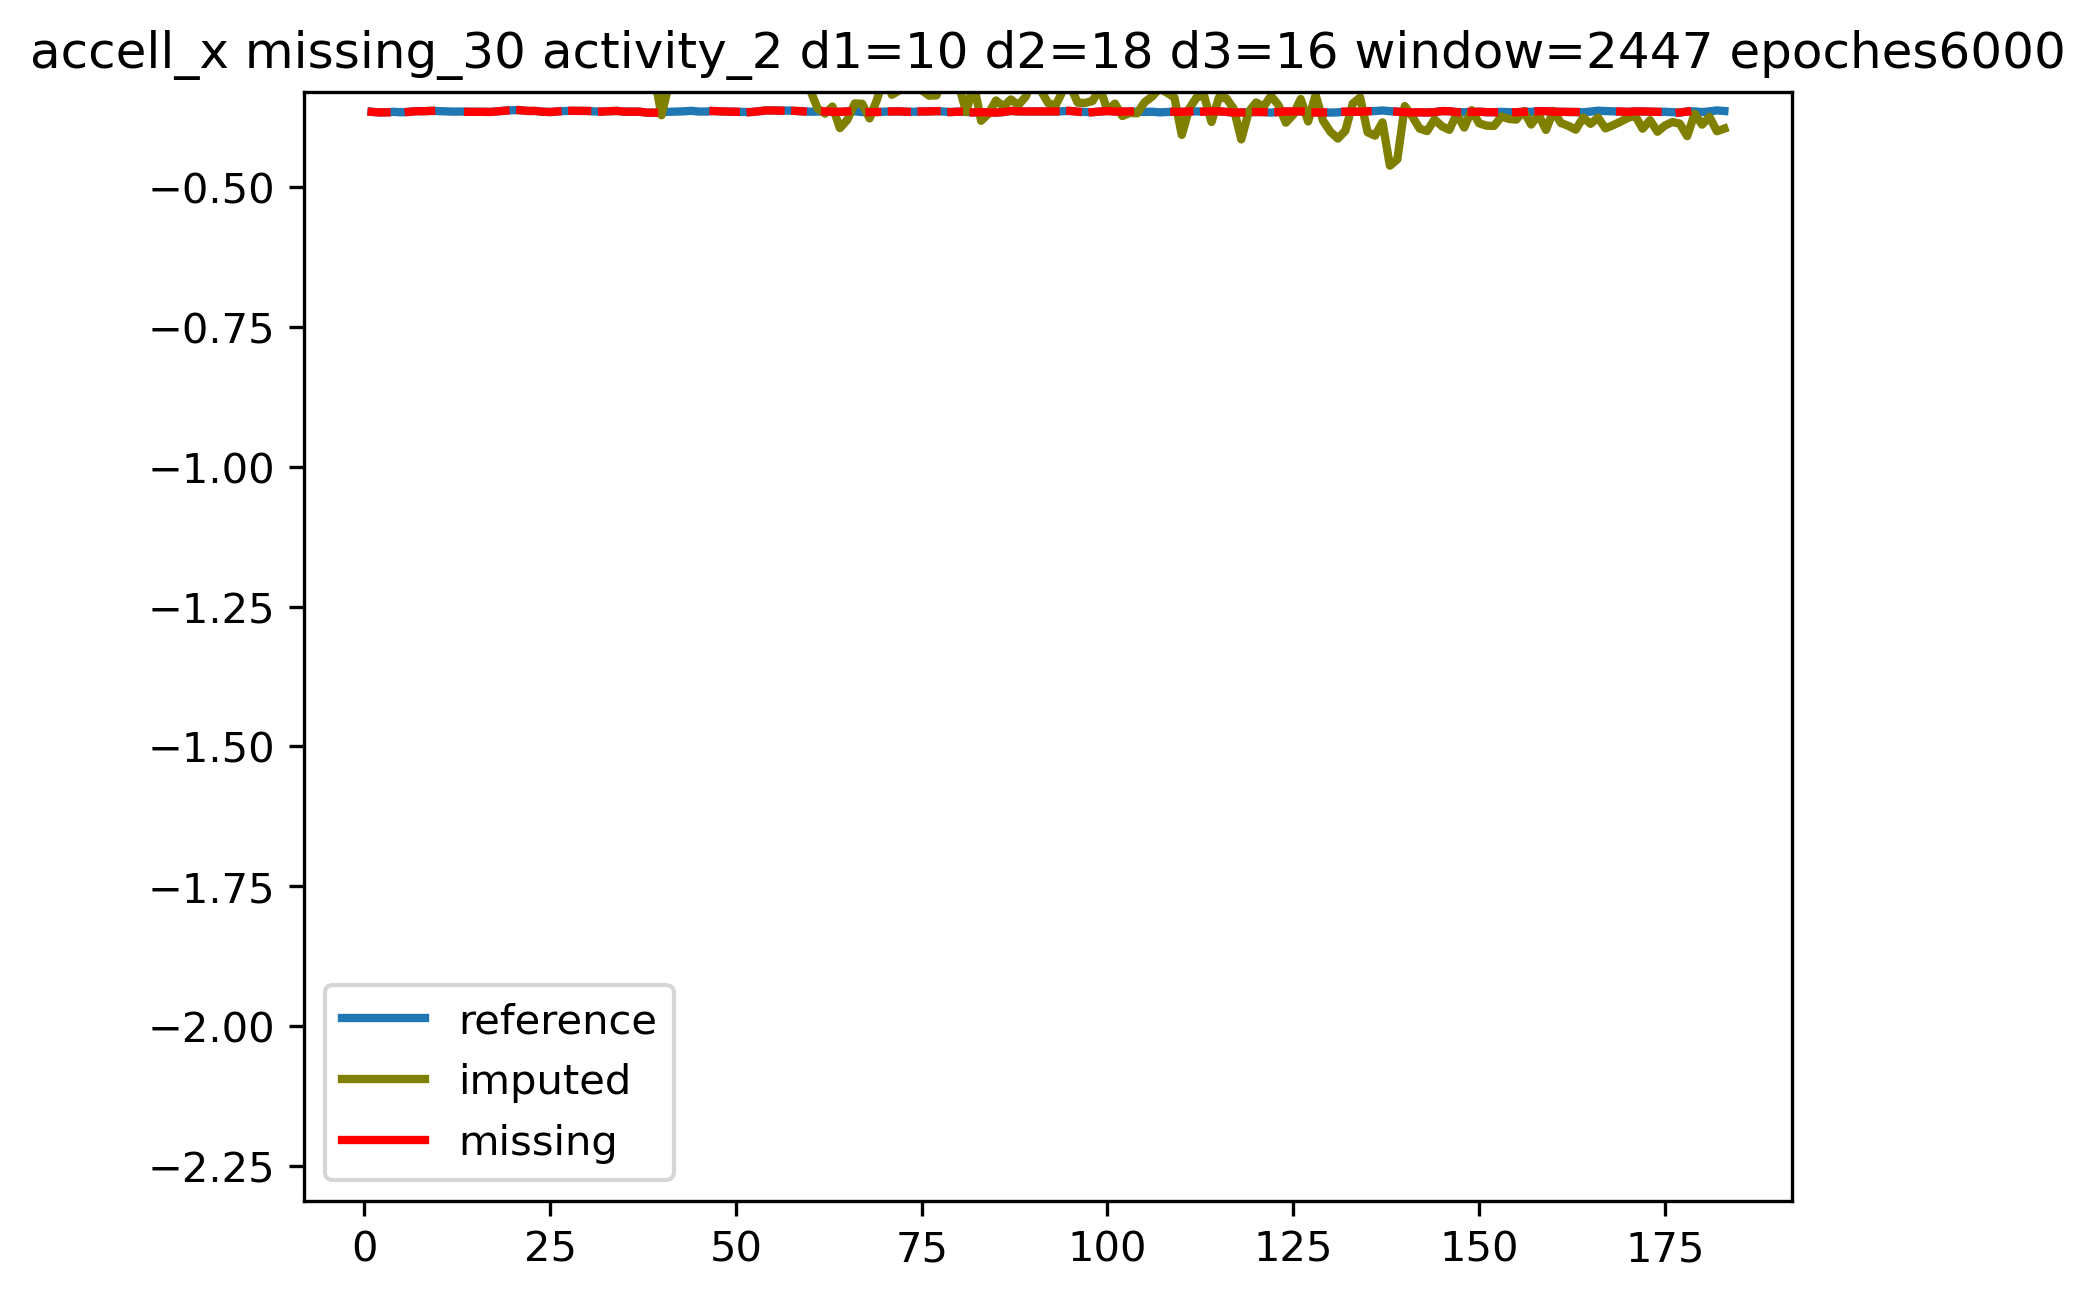 accell_x missing_30 activity_2 d1=10 d2=18 d3=16 window=2447 epoches6000
−0.50
−0.75
−1.00
−1.25
−1.50
−1.75
−2.00
−2.25
reference
imputed
missing
0 25 50 75 100 125 150 175